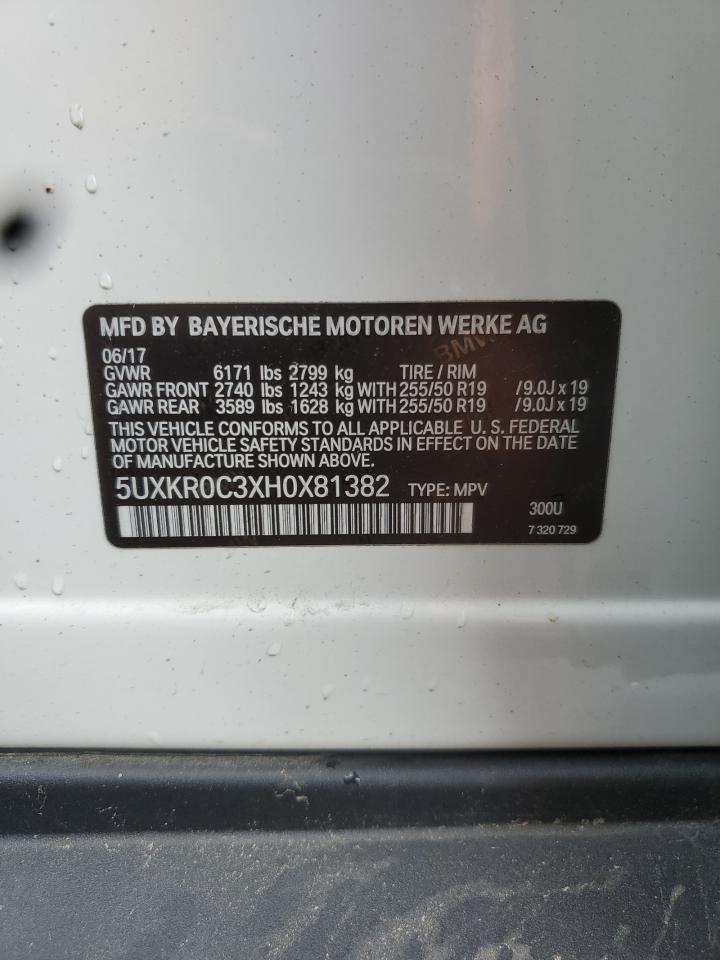 MFD BY BAYERISCHE MOTOREN WERKE AG
06/17
GVWR 6171 lbs 2799 kg TIRE / RIM
GAWR FRONT 2740 lbs 1243 kg WITH 255/50 R19 /9.0J x 19
GAWR REAR 3589 lbs 1628 kg WITH 255/50 R19 /9.0J x 19
THIS VEHICLE CONFORMS TO ALL APPLICABLE U. S. FEDERAL
MOTOR VEHICLE SAFETY STANDARDS IN EFFECT ON THE DATE
OF MANUFACTURE SHOWN ABOVE.
5UXKR0C3XH0X81382 TYPE: MPV
300U
7 320 729
BMW